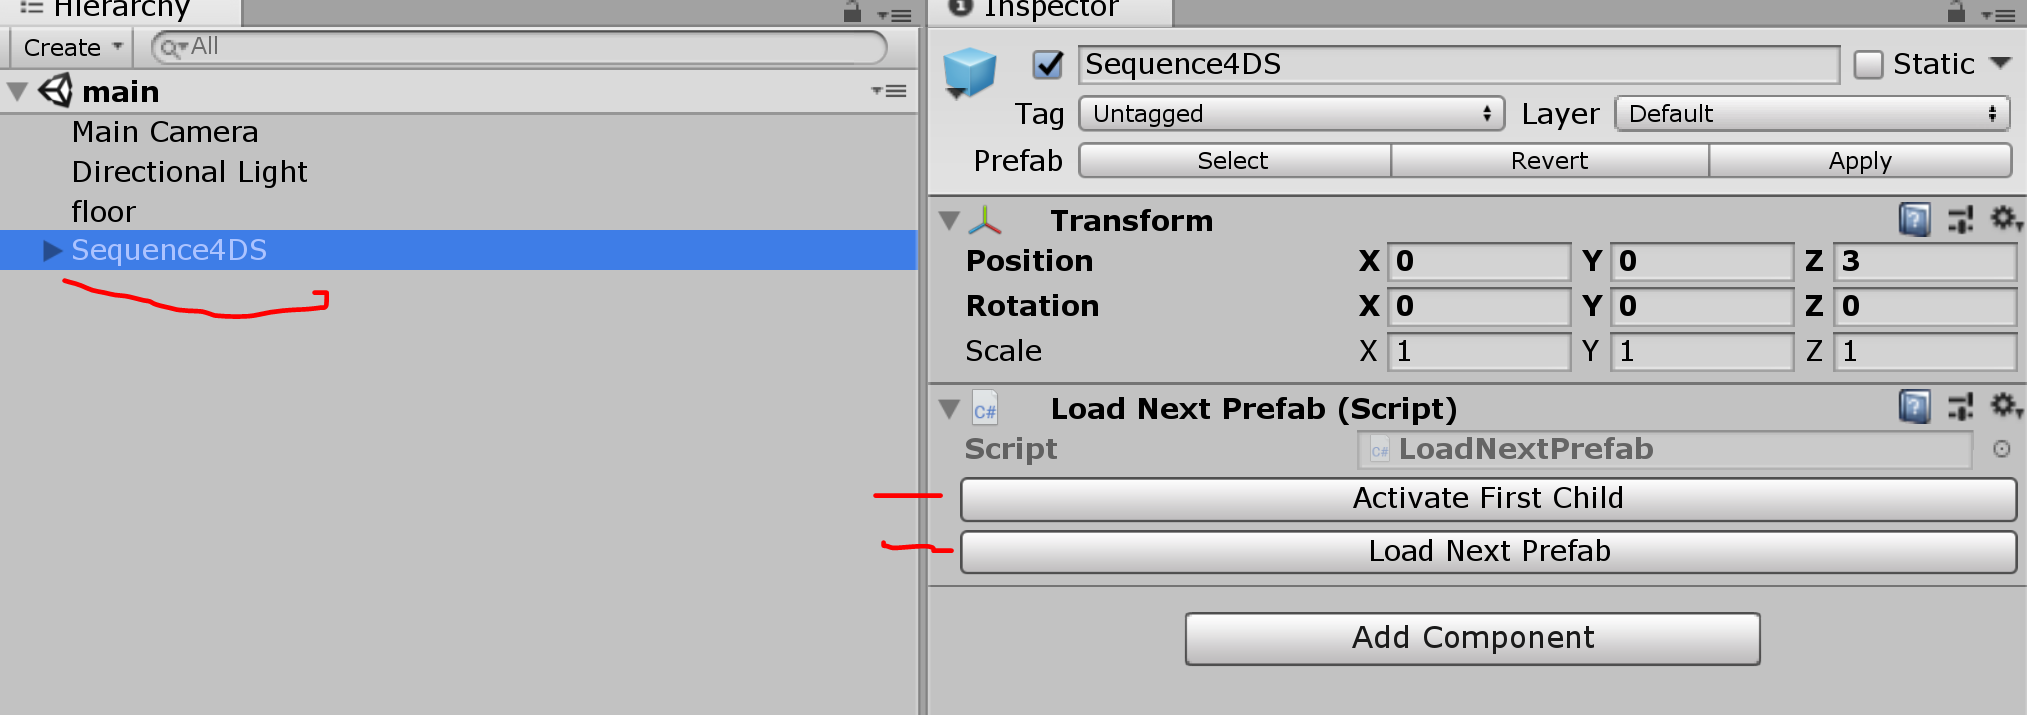 Hierarchy
Create
All
main
Main Camera
Directional Light
floor
Sequence4DS
Inspector
Sequence4DS
Static
Tag Untagged Layer Default
Prefab Select Revert Apply
Transform
Position X 0 Y 0 Z 3
Rotation X 0 Y 0 Z 0
Scale X 1 Y 1 Z 1
C# Load Next Prefab (Script)
Script C# LoadNextPrefab
Activate First Child
Load Next Prefab
Add Component